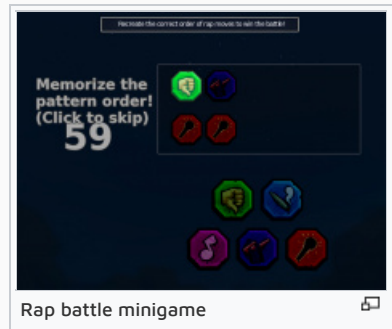 Recreate the correct order of rap moves to win the battle!
Memorize the
pattern order!
(Click to skip)
59
Rap battle minigame